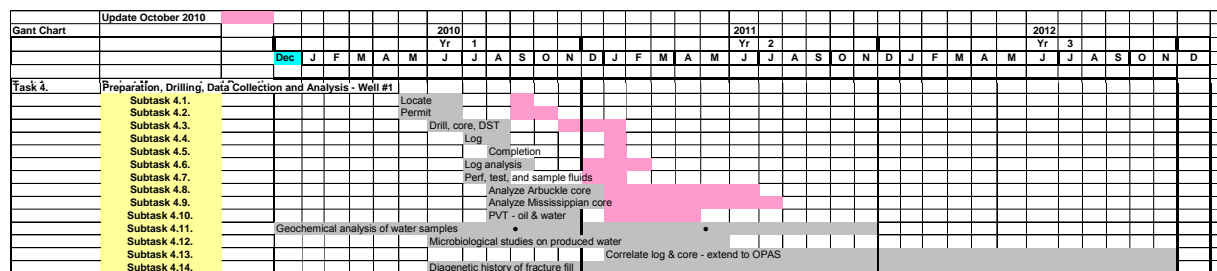 Update October 2010
Gant Chart 2010 2011 2012
Yr 1 Yr 2 Yr 3
Dec J F M A M J J A S O N D J F M A M J J A S O N D J F M A M J J A S O N D
Task 4. Preparation, Drilling, Data Collection and Analysis - Well #1
Subtask 4.1. Locate
Subtask 4.2. Permit
Subtask 4.3. Drill, core, DST
Subtask 4.4. Log
Subtask 4.5. Completion
Subtask 4.6. Log analysis
Subtask 4.7. Perf, test, and sample fluids
Subtask 4.8. Analyze Arbuckle core
Subtask 4.9. Analyze Mississippian core
Subtask 4.10. PVT - oil & water
Subtask 4.11. Geochemical analysis of water samples
Subtask 4.12. Microbiological studies on produced water
Subtask 4.13. Correlate log & core - extend to OPAS
Subtask 4.14. Diagenetic history of fracture fill